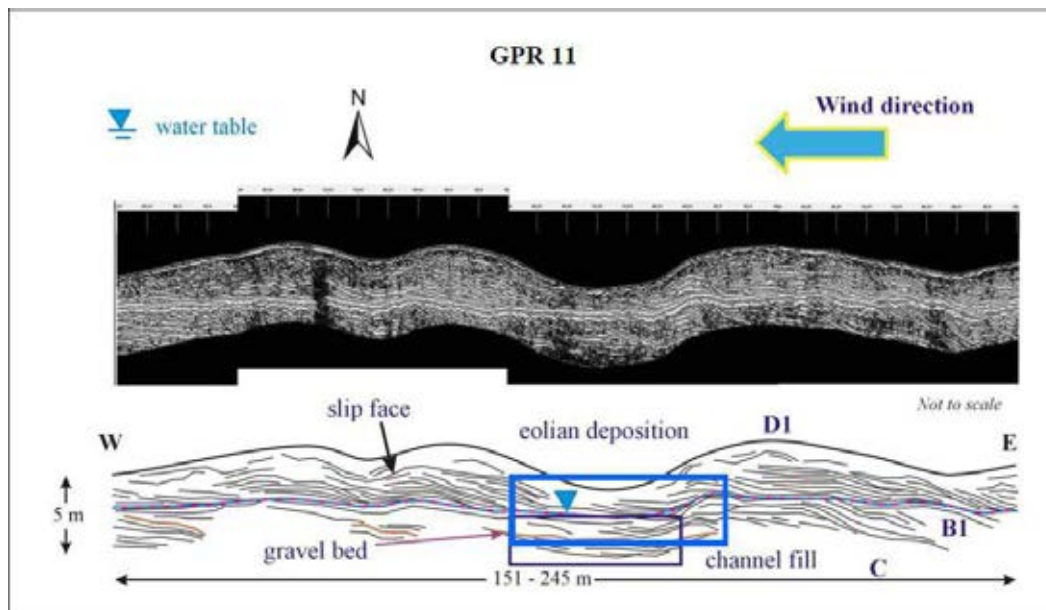 GPR 11
N
Wind direction
water table
Not to scale
slip face
eolian deposition
D1
W
E
5 m
B1
gravel bed
channel fill
C
151 - 245 m